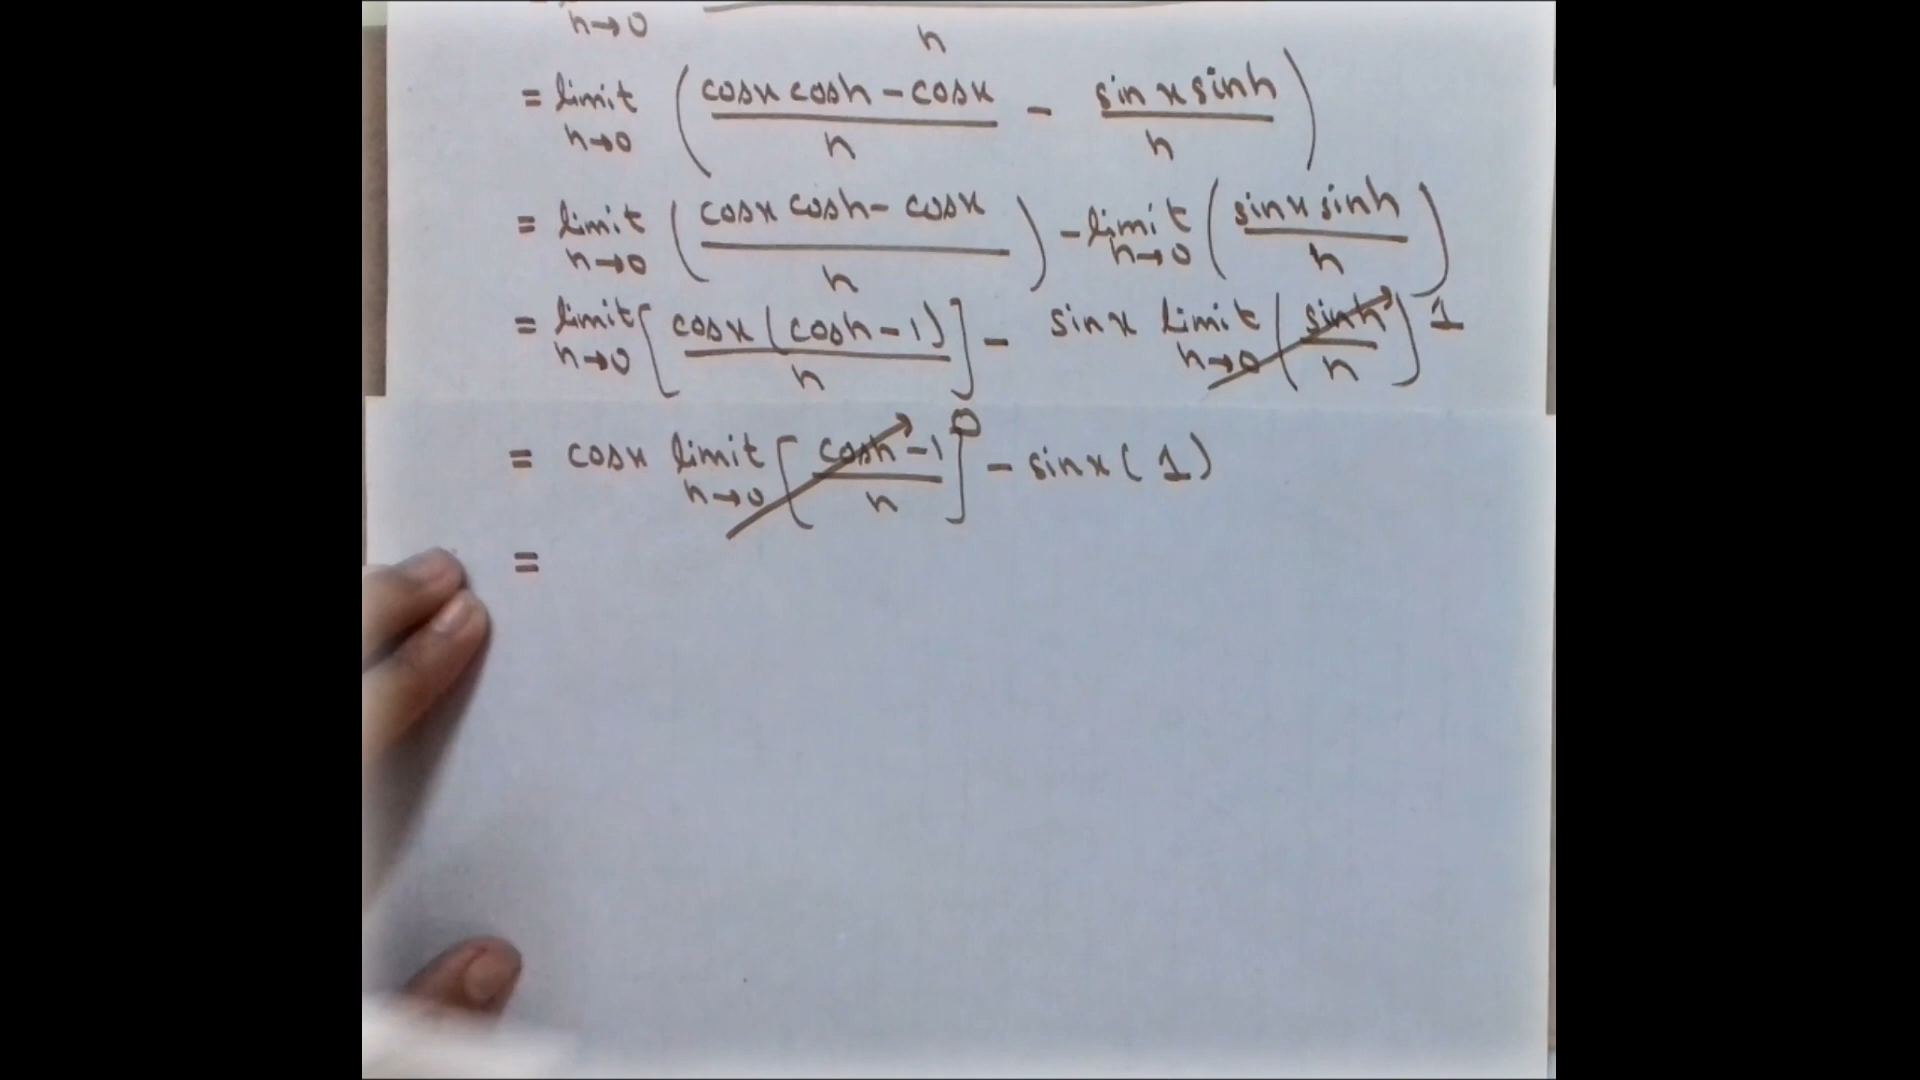 h→0 h
= limit h→0 ( cosx cosh - cosx / h - sin x sinh / h )
= limit h→0 ( cosx cosh - cosx / h ) - limit h→0 ( sinx sinh / h )
= limit h→0 [ cosx (cosh - 1) / h ] - sinx limit h→0 ( sinh / h ) 1
= cosx limit h→0 [ cosh - 1 / h ] 0 - sinx ( 1 )
=